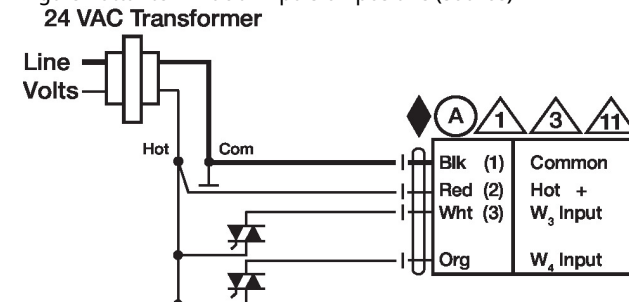 24 VAC Transformer
Line
Volts
Hot
Com
A
1
3
11
Blk (1) Common
Red (2) Hot +
Wht (3) W3 Input
Org W4 Input